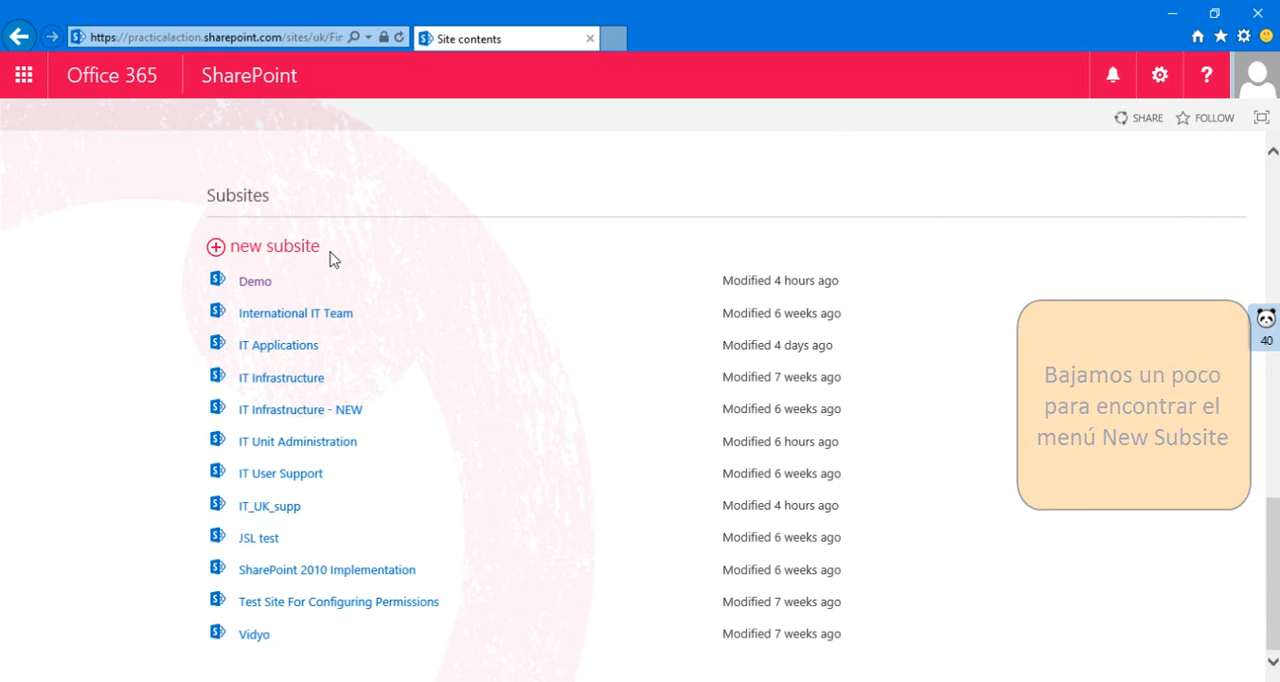 https://practicalaction.sharepoint.com/sites/uk/Fir
Site contents
Office 365
SharePoint
?
SHARE
FOLLOW
Subsites
new subsite
Demo Modified 4 hours ago
International IT Team Modified 6 weeks ago
IT Applications Modified 4 days ago
IT Infrastructure Modified 7 weeks ago
IT Infrastructure - NEW Modified 6 weeks ago
IT Unit Administration Modified 6 hours ago
IT User Support Modified 6 weeks ago
IT_UK_supp Modified 4 hours ago
JSL test Modified 6 weeks ago
SharePoint 2010 Implementation Modified 6 weeks ago
Test Site For Configuring Permissions Modified 7 weeks ago
Vidyo Modified 7 weeks ago
40
Bajamos un poco
para encontrar el
menú New Subsite